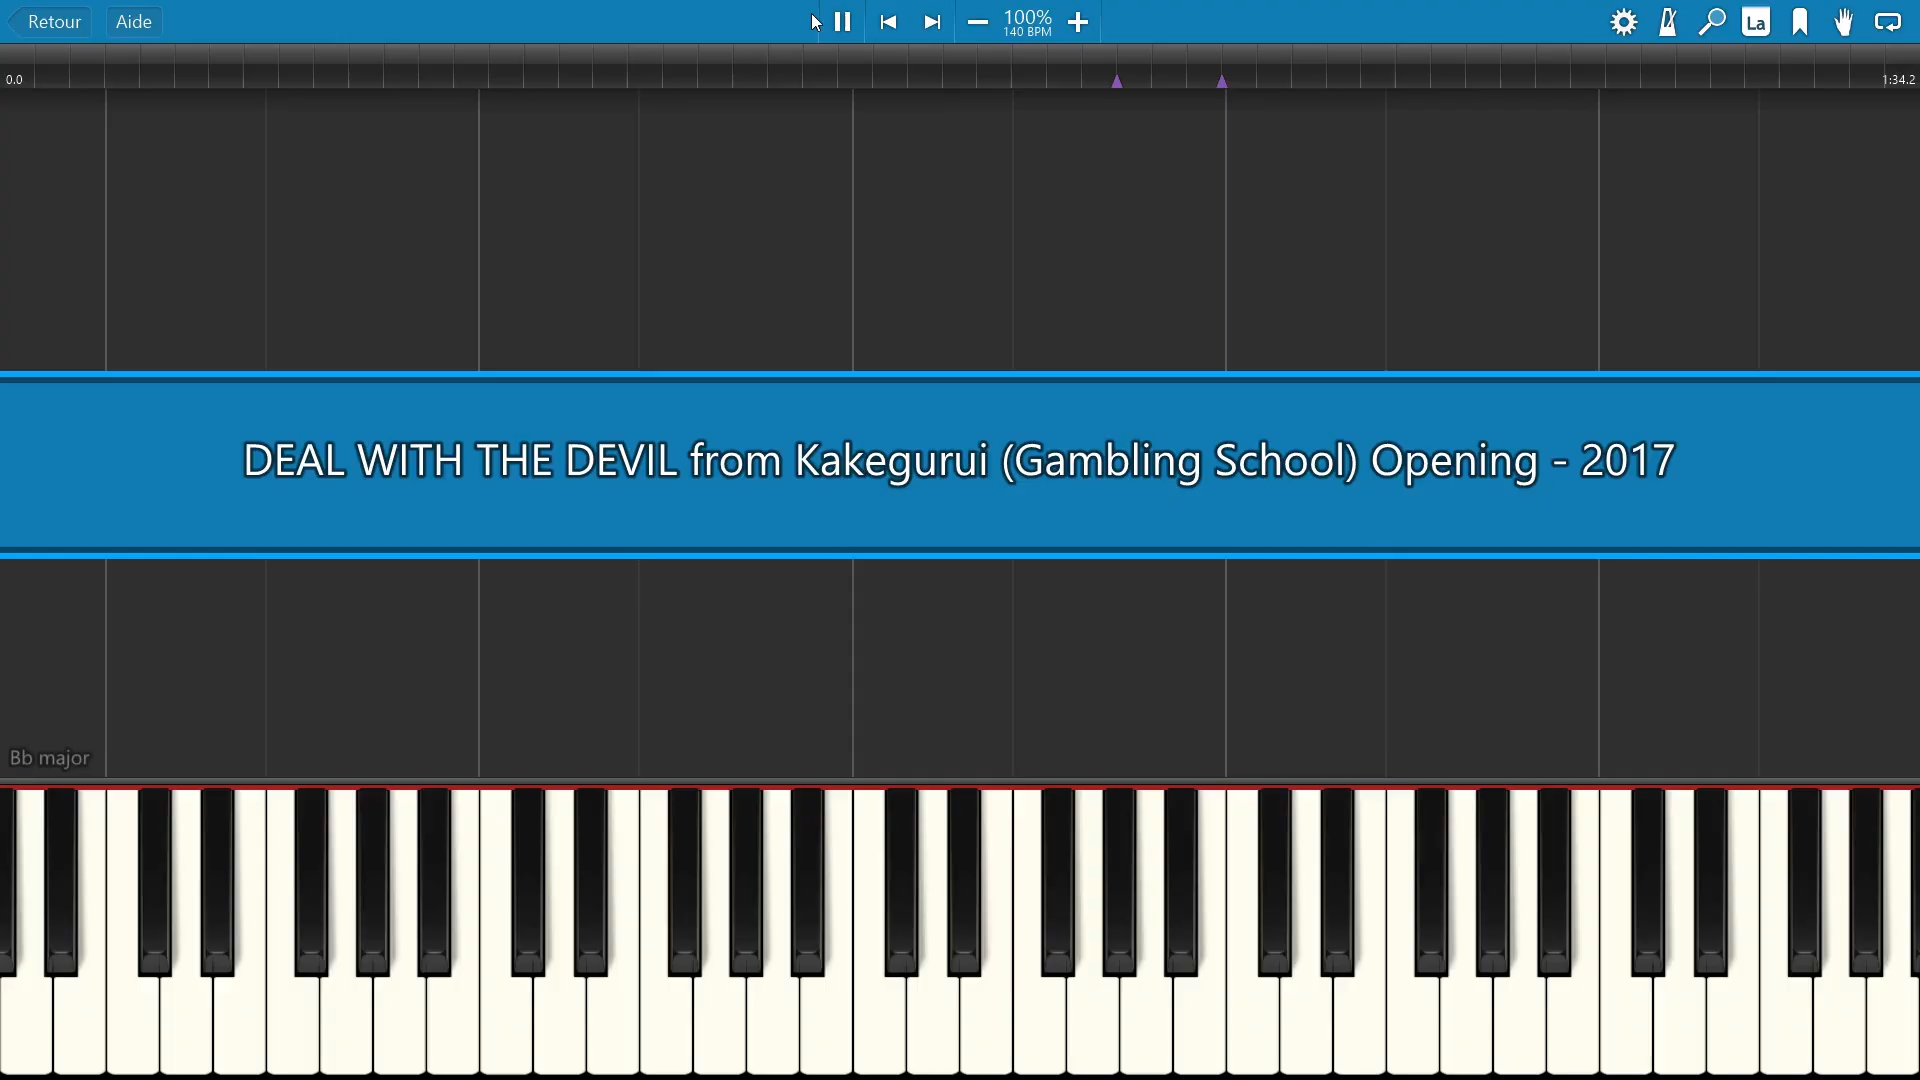 Retour
Aide
100%
140 BPM
La
0.0
1:34.2
DEAL WITH THE DEVIL from Kakegurui (Gambling School) Opening - 2017
Bb major